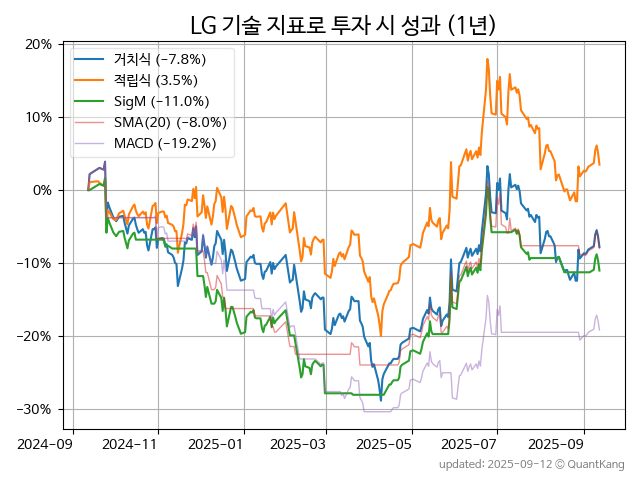 LG 기술 지표로 투자 시 성과 (1년)
거치식 (−7.8%)
적립식 (3.5%)
SigM (−11.0%)
SMA(20) (−8.0%)
MACD (−19.2%)
20%
10%
0%
−10%
−20%
−30%
2024-09 2024-11 2025-01 2025-03 2025-05 2025-07 2025-09
updated: 2025-09-12 © QuantKang